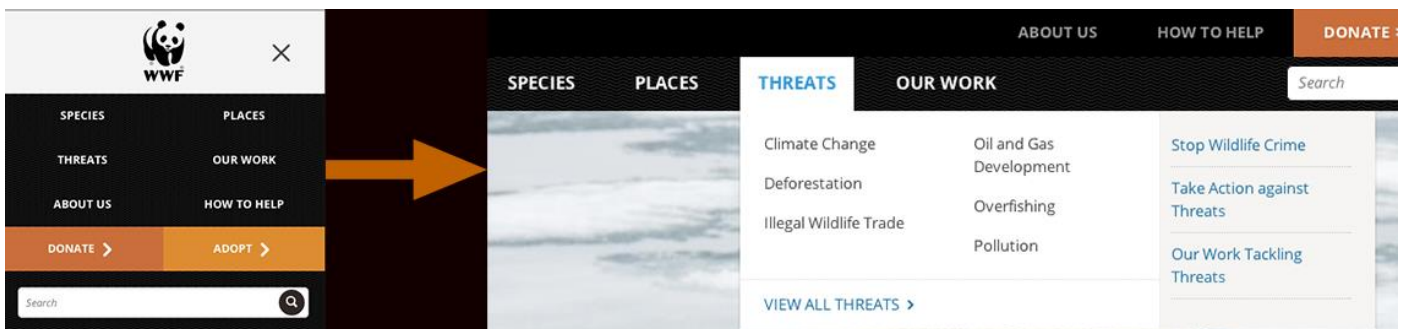 WWF
SPECIES PLACES
THREATS OUR WORK
ABOUT US HOW TO HELP
DONATE ADOPT
Search
ABOUT US HOW TO HELP DONATE
SPECIES PLACES THREATS OUR WORK Search
Climate Change
Deforestation
Illegal Wildlife Trade
Oil and Gas
Development
Overfishing
Pollution
VIEW ALL THREATS
Stop Wildlife Crime
Take Action against
Threats
Our Work Tackling
Threats